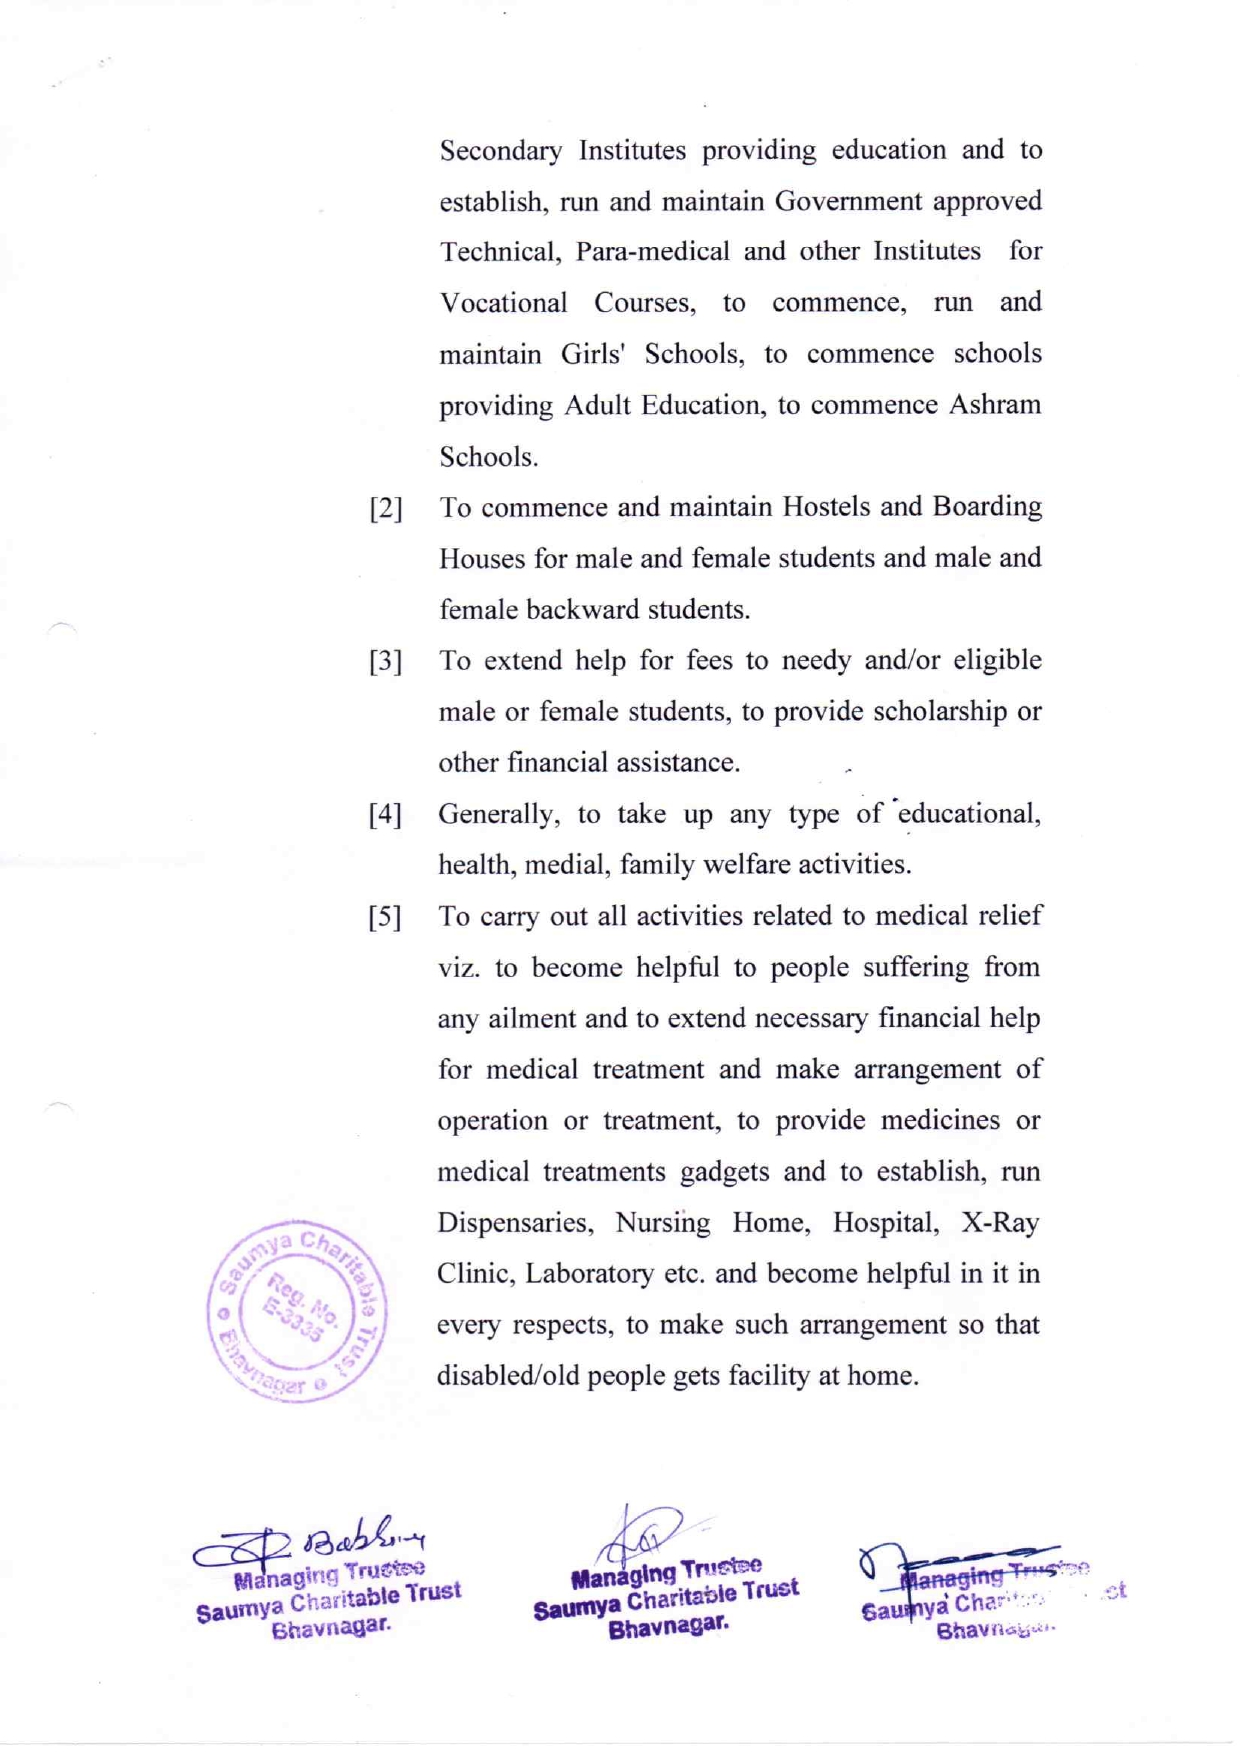 Secondary Institutes providing education and to
establish, run and maintain Government approved
Technical, Para-medical and other Institutes for
Vocational Courses, to commence, run and
maintain Girls' Schools, to commence schools
providing Adult Education, to commence Ashram
Schools.
[2] To commence and maintain Hostels and Boarding
Houses for male and female students and male and
female backward students.
[3] To extend help for fees to needy and/or eligible
male or female students, to provide scholarship or
other financial assistance.
[4] Generally, to take up any type of educational,
health, medial, family welfare activities.
[5] To carry out all activities related to medical relief
viz. to become helpful to people suffering from
any ailment and to extend necessary financial help
for medical treatment and make arrangement of
operation or treatment, to provide medicines or
medical treatments gadgets and to establish, run
Dispensaries, Nursing Home, Hospital, X-Ray
Clinic, Laboratory etc. and become helpful in it in
every respects, to make such arrangement so that
disabled/old people gets facility at home.
Saumya Charitable Trust
Bhavnagar
Reg. No.
E-3335
Managing Trustee
Saumya Charitable Trust
Bhavnagar.
Managing Trustee
Saumya Charitable Trust
Bhavnagar.
Managing Trustee
Saumya
Bhavnagar.